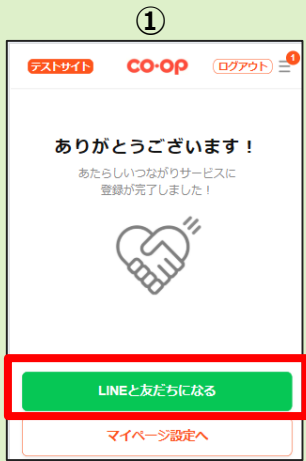 ①
テストサイト
CO·OP
ログアウト
1
ありがとうございます！
あたらしいつながりサービスに
登録が完了しました！
LINEと友だちになる
マイページ設定へ